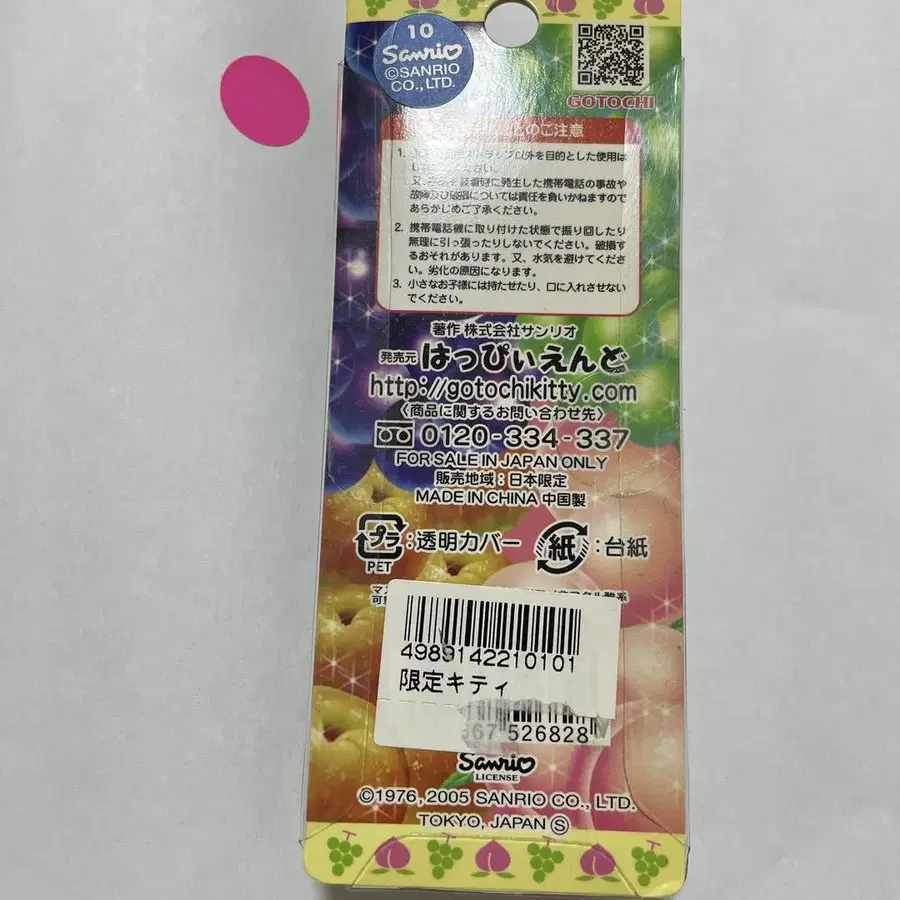 10
Sanrio
©SANRIO
CO.,LTD.
GOTOCHI
のご注意
1. 以外を目的とした使用は
し ください。
又、 に発生した携帯電話の事故や
故障及び破損については責任を負いかねますので
あらかじめご了承ください。
2. 携帯電話機に取り付けた状態で振り回したり
無理に引っ張ったりしないでください。破損す
るおそれがあります。又、水気を避けてくださ
い。劣化の原因になります。
3. 小さなお子様には持たせたり、口に入れさせない
でください。
著作 株式会社サンリオ
発売元 はっぴぃえんど
http://gotochikitty.com
〈商品に関するお問い合わせ先〉
0120-334-337
FOR SALE IN JAPAN ONLY
販売地域：日本限定
MADE IN CHINA 中国製
プラ:透明カバー 紙:台紙
PET
4989142210101
限定キティ
67 526828
Sanrio
LICENSE
©1976, 2005 SANRIO CO., LTD.
TOKYO, JAPAN Ⓢ